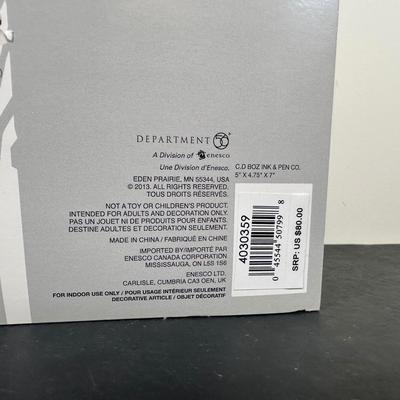 DEPARTMENT 56
A Division of enesco
Une Division d'Enesco.
EDEN PRAIRIE, MN 55344, USA
© 2013. ALL RIGHTS RESERVED.
TOUS DROITS RÉSERVÉS.
NOT A TOY OR CHILDREN'S PRODUCT.
INTENDED FOR ADULTS AND DECORATION ONLY.
PAS UN JOUET NI DE PRODUITS POUR ENFANTS.
DESTINE ADULTES ET DECORATION SEULEMENT.
MADE IN CHINA / FABRIQUÉ EN CHINE
IMPORTED BY/IMPORTÉ PAR
ENESCO CANADA CORPORATION
MISSISSAUGA, ON L5S 1S6
ENESCO LTD.
CARLISLE, CUMBRIA CA3 OEN, UK
FOR INDOOR USE ONLY / POUR USAGE INTÉRIEUR SEULEMENT
DECORATIVE ARTICLE / OBJET DÉCORATIF
C.D BOZ INK & PEN CO.
5" X 4.75" X 7"
4030359
0 45544 50799 8
SRP: US $80.00